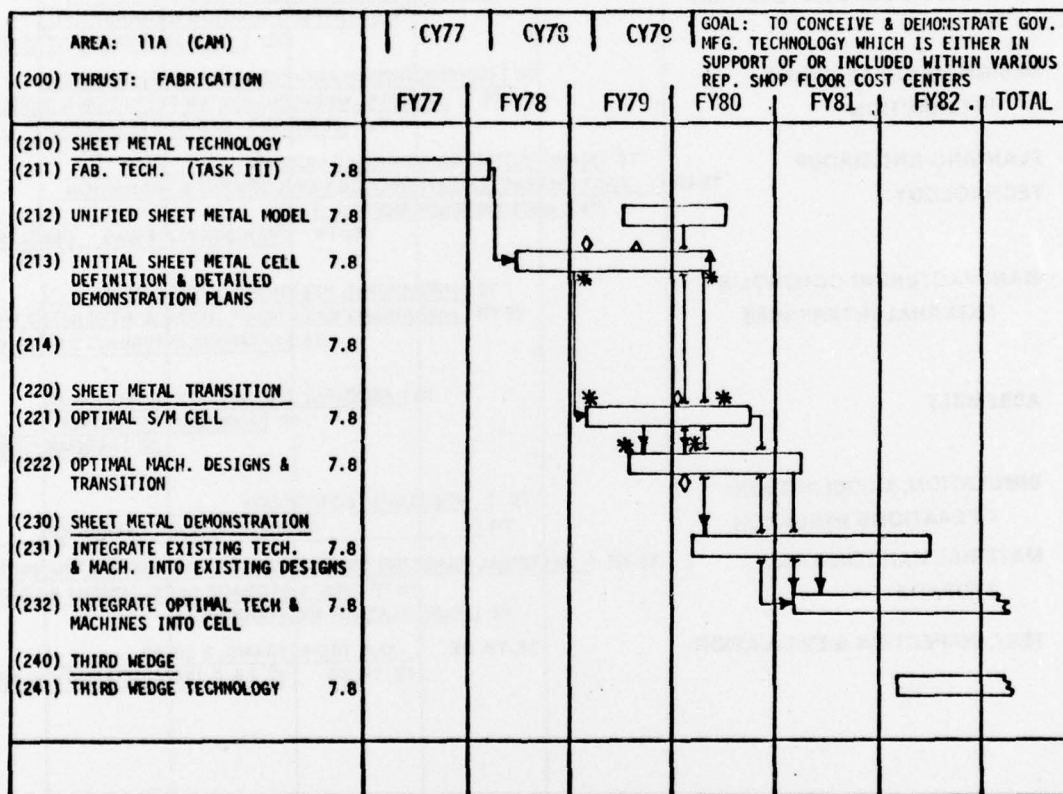 AREA: 11A (CAM)
CY77 CY78 CY79
GOAL: TO CONCEIVE & DEMONSTRATE GOV.
MFG. TECHNOLOGY WHICH IS EITHER IN
SUPPORT OF OR INCLUDED WITHIN VARIOUS
REP. SHOP FLOOR COST CENTERS
(200) THRUST: FABRICATION
FY77 FY78 FY79 FY80 FY81 FY82 TOTAL
(210) SHEET METAL TECHNOLOGY
(211) FAB. TECH. (TASK III) 7.8
(212) UNIFIED SHEET METAL MODEL 7.8
(213) INITIAL SHEET METAL CELL 7.8
DEFINITION & DETAILED
DEMONSTRATION PLANS
(214) 7.8
(220) SHEET METAL TRANSITION
(221) OPTIMAL S/M CELL 7.8
(222) OPTIMAL MACH. DESIGNS & 7.8
TRANSITION
(230) SHEET METAL DEMONSTRATION
(231) INTEGRATE EXISTING TECH. 7.8
& MACH. INTO EXISTING DESIGNS
(232) INTEGRATE OPTIMAL TECH & 7.8
MACHINES INTO CELL
(240) THIRD WEDGE
(241) THIRD WEDGE TECHNOLOGY 7.8